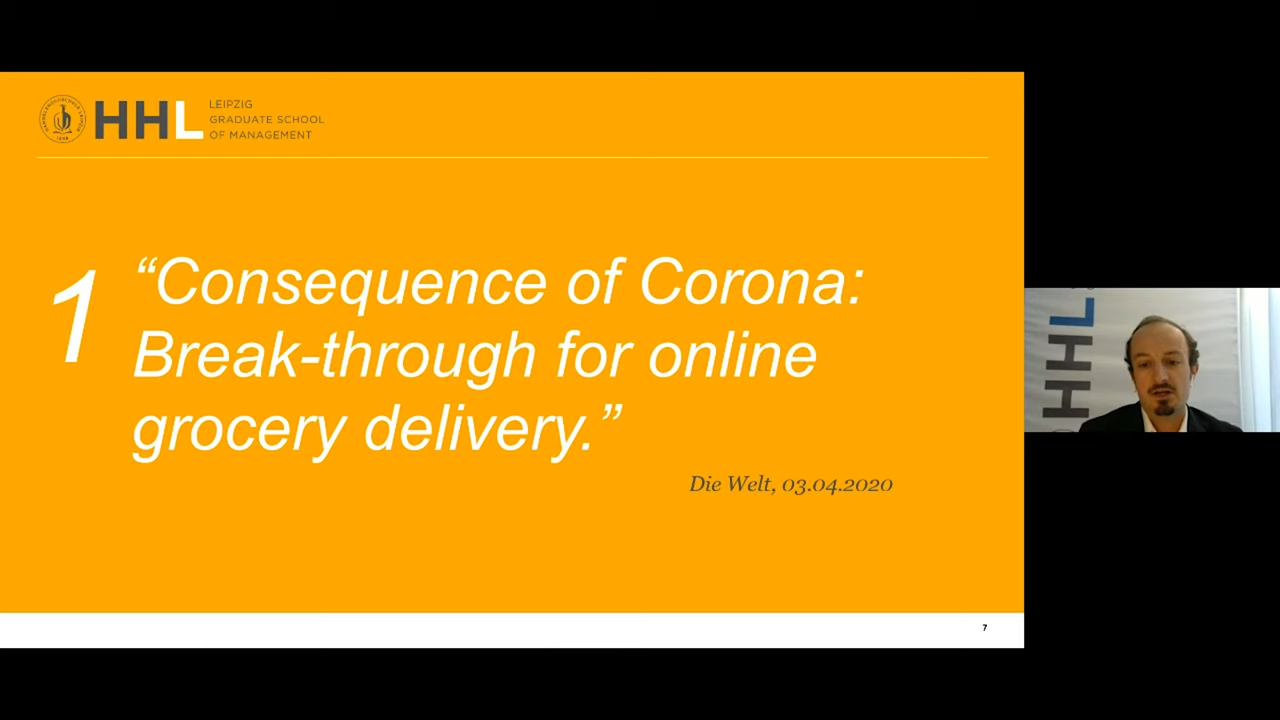 HHL
LEIPZIG
GRADUATE SCHOOL
OF MANAGEMENT
1
“Consequence of Corona:
Break-through for online
grocery delivery.”
Die Welt, 03.04.2020
7
HHL